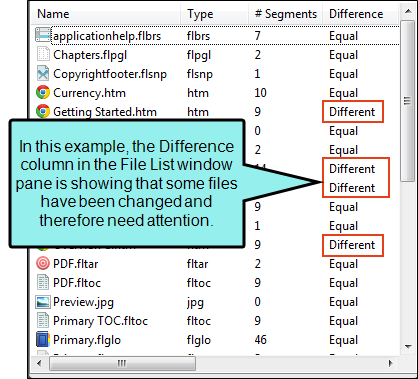 Name Type # Segments Difference
applicationhelp.flbrs flbrs 7 Equal
Chapters.flpgl flpgl 2 Equal
Copyrightfooter.flsnp flsnp 1 Equal
Currency.htm htm 10 Equal
Getting Started.htm htm 9 Different
0 Equal
2 Equal
Different
Different
9 Equal
1 Equal
htm 9 Different
In this example, the Difference
column in the File List window
pane is showing that some files
have been changed and
therefore need attention.
PDF.fltar fltar 2 Equal
PDF.fltoc fltoc 9 Equal
Preview.jpg jpg 0 Equal
Primary TOC.fltoc fltoc 9 Equal
Primary.flglo flglo 46 Equal